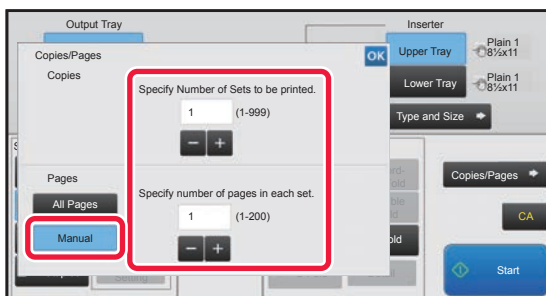 Output Tray
Inserter
Copies/Pages
OK
Upper Tray
Plain 1
8½x11
Copies
Specify Number of Sets to be printed.
Lower Tray
Plain 1
8½x11
1
(1-999)
Type and Size
Pages
Specify number of pages in each set.
Copies/Pages
All Pages
1
(1-200)
CA
Manual
Start